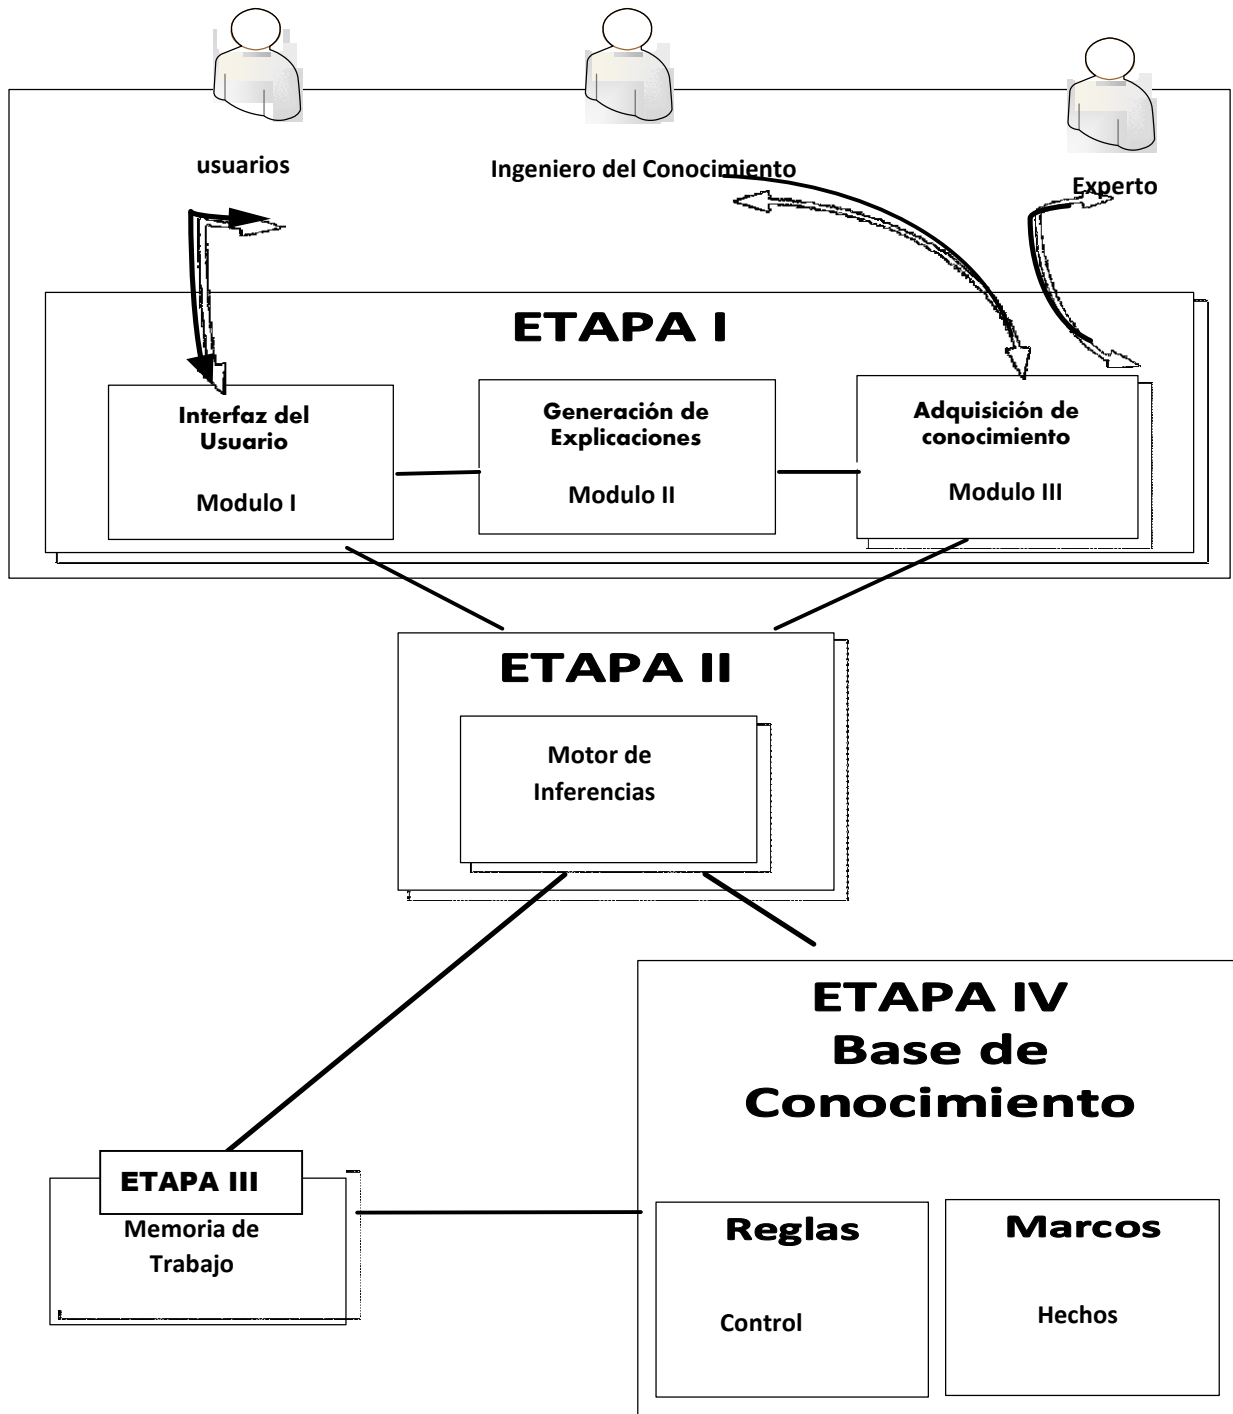 usuarios
Ingeniero del Conocimiento
Experto
ETAPA I
Interfaz del
Usuario
Modulo I
Generación de
Explicaciones
Modulo II
Adquisición de
conocimiento
Modulo III
ETAPA II
Motor de
Inferencias
ETAPA III
Memoria de
Trabajo
ETAPA IV
Base de
Conocimiento
Reglas
Control
Marcos
Hechos